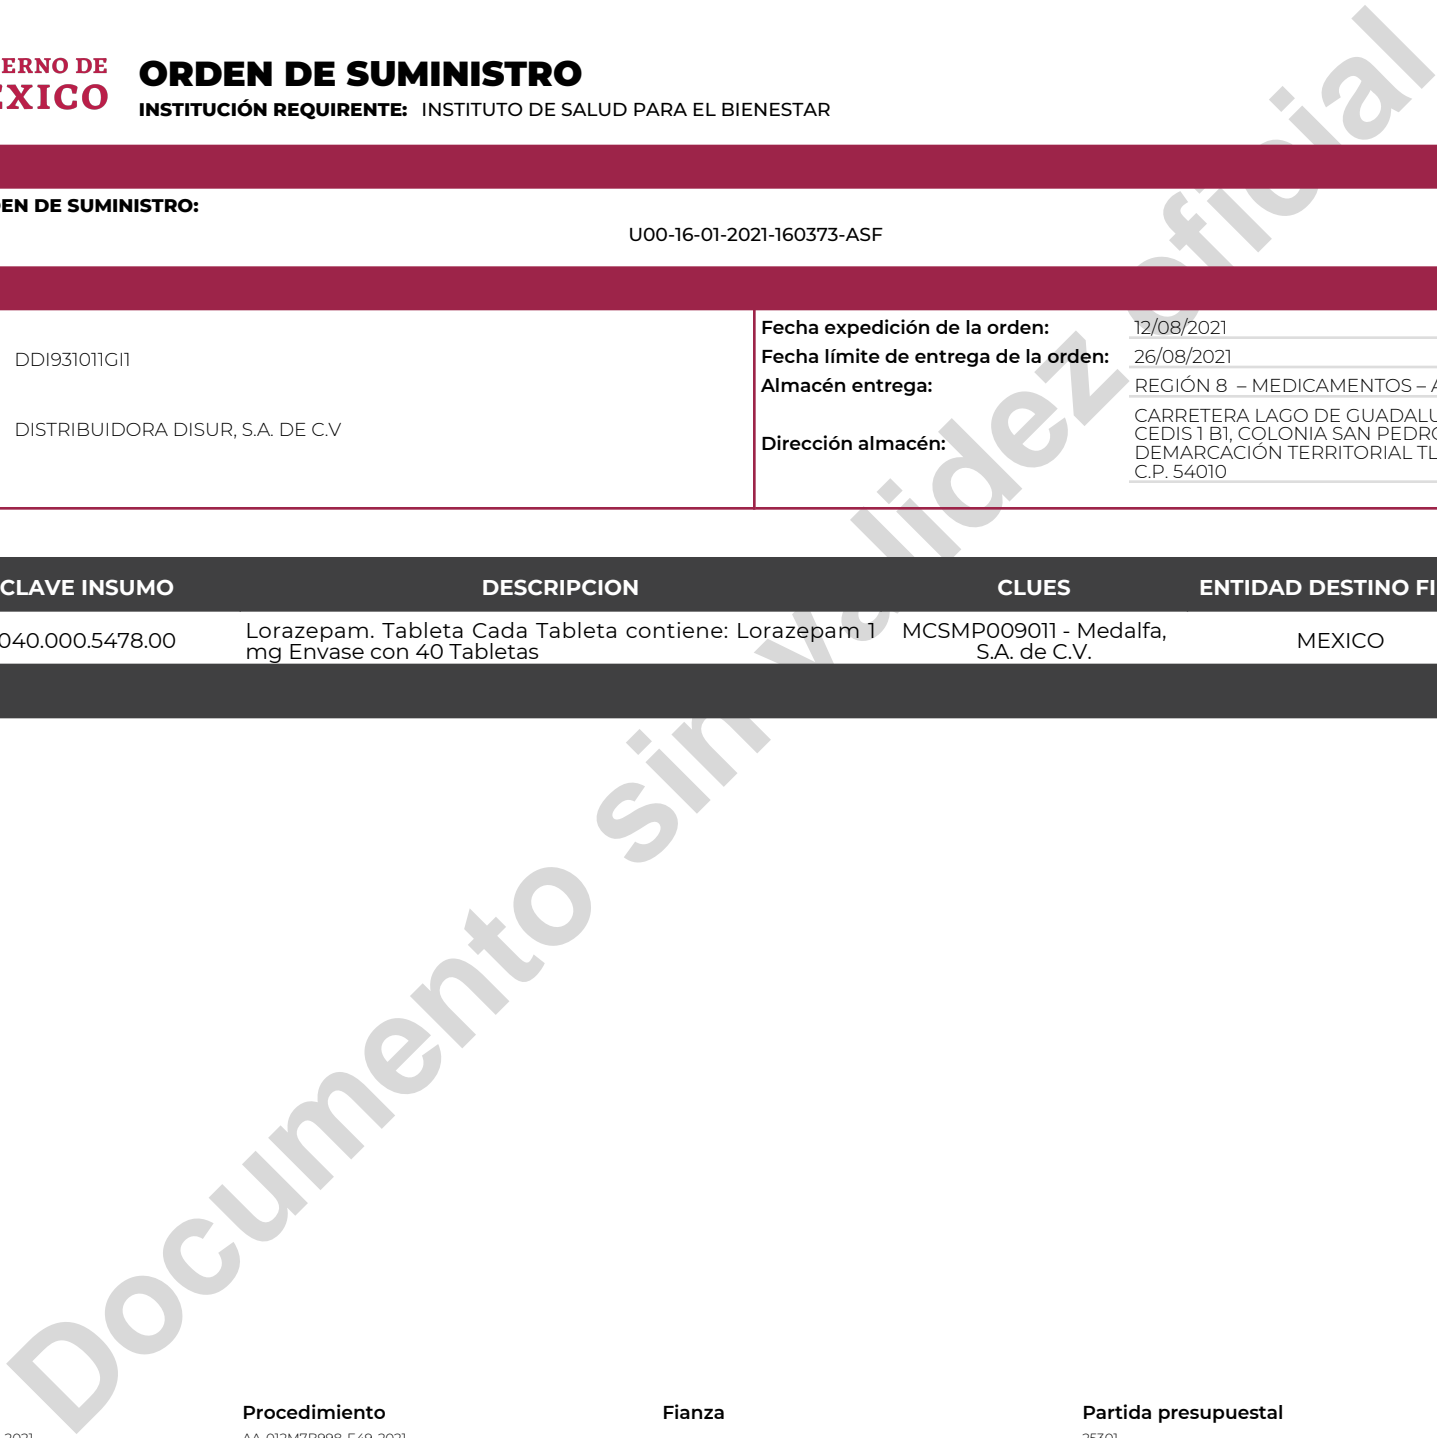 ERNO DE
EXICO
ORDEN DE SUMINISTRO
INSTITUCIÓN REQUIRENTE: INSTITUTO DE SALUD PARA EL BIENESTAR
EN DE SUMINISTRO:
U00-16-01-2021-160373-ASF
DDI931011GI1
DISTRIBUIDORA DISUR, S.A. DE C.V
Fecha expedición de la orden: 12/08/2021
Fecha límite de entrega de la orden: 26/08/2021
Almacén entrega: REGIÓN 8 – MEDICAMENTOS – A
Dirección almacén:
CARRETERA LAGO DE GUADALU
CEDIS 1 B1, COLONIA SAN PEDRO
DEMARCACIÓN TERRITORIAL TL
C.P. 54010
CLAVE INSUMO DESCRIPCION CLUES ENTIDAD DESTINO FI
040.000.5478.00
Lorazepam. Tableta Cada Tableta contiene: Lorazepam 1
mg Envase con 40 Tabletas
MCSMP009011 - Medalfa,
S.A. de C.V.
MEXICO
Documento sin validez oficial
Procedimiento Fianza Partida presupuestal